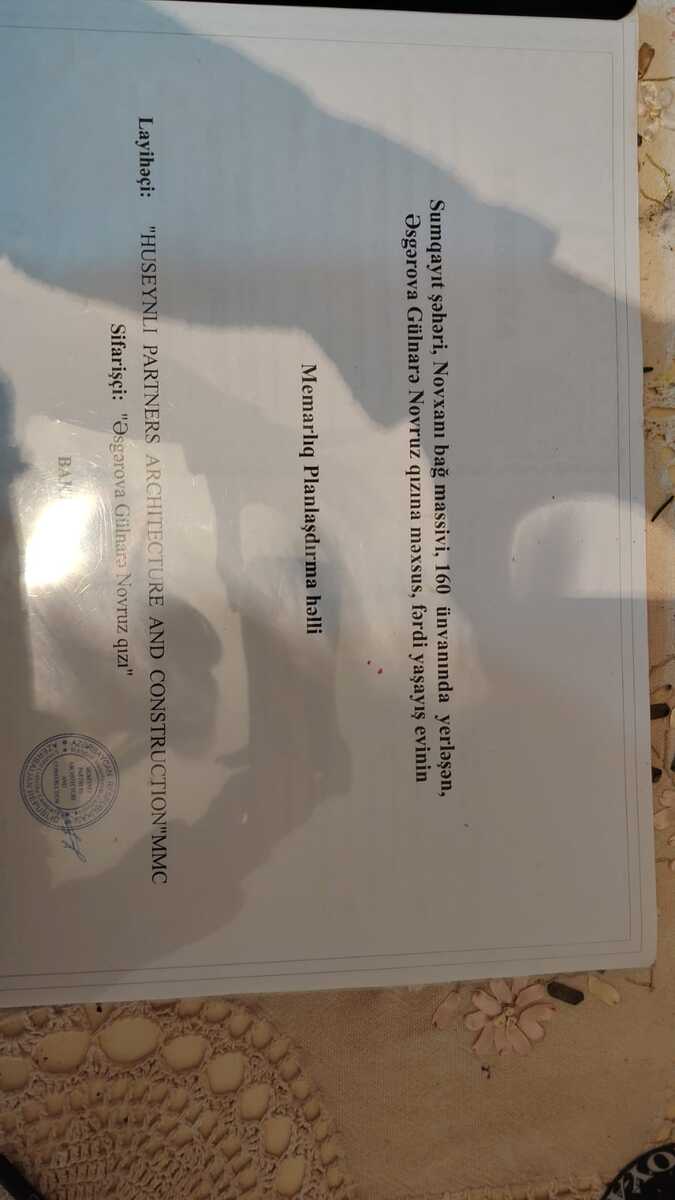 Sumqayıt şəhəri, Novxanı bağ massivi, 160 ünvanında yerləşən,
Əsgərova Gülnarə Novruz qızına məxsus, fərdi yaşayış evinin
Memarlıq Planlaşdırma həlli
Layihəçi: "HUSEYNLI PARTNERS ARCHITECTURE AND CONSTRUCTION"MMC
Sifarişçi: "Əsgərova Gülnarə Novruz qızı"